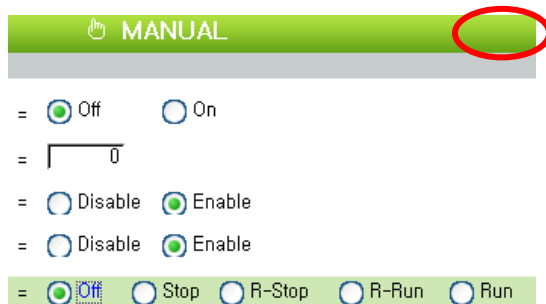 MANUAL
= Off On
= 0
= Disable Enable
= Disable Enable
= Off Stop R-Stop R-Run Run